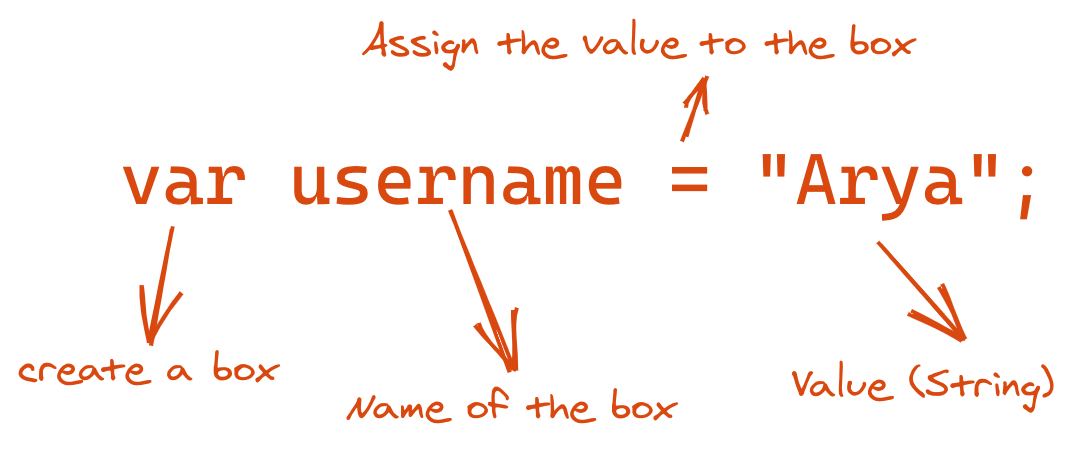 Assign the value to the box
var username = "Arya";
create a box
Name of the box
Value (String)